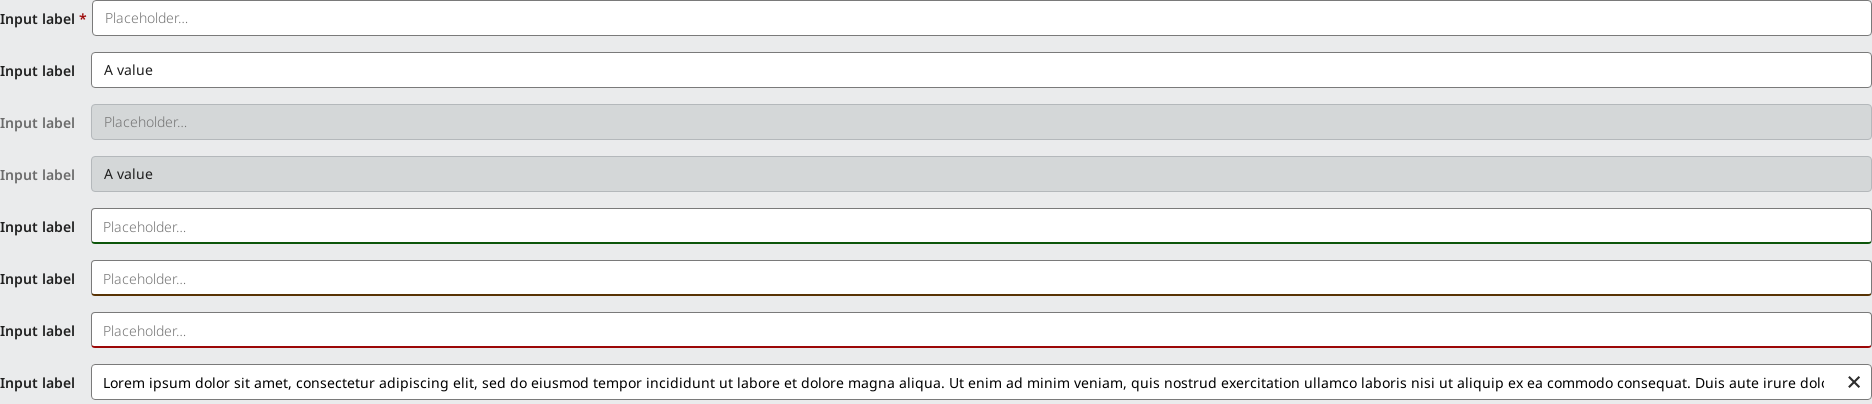 Input label * Placeholder...
Input label A value
Input label Placeholder...
Input label A value
Input label Placeholder...
Input label Placeholder...
Input label Placeholder...
Input label Lorem ipsum dolor sit amet, consectetur adipiscing elit, sed do eiusmod tempor incididunt ut labore et dolore magna aliqua. Ut enim ad minim veniam, quis nostrud exercitation ullamco laboris nisi ut aliquip ex ea commodo consequat. Duis aute irure